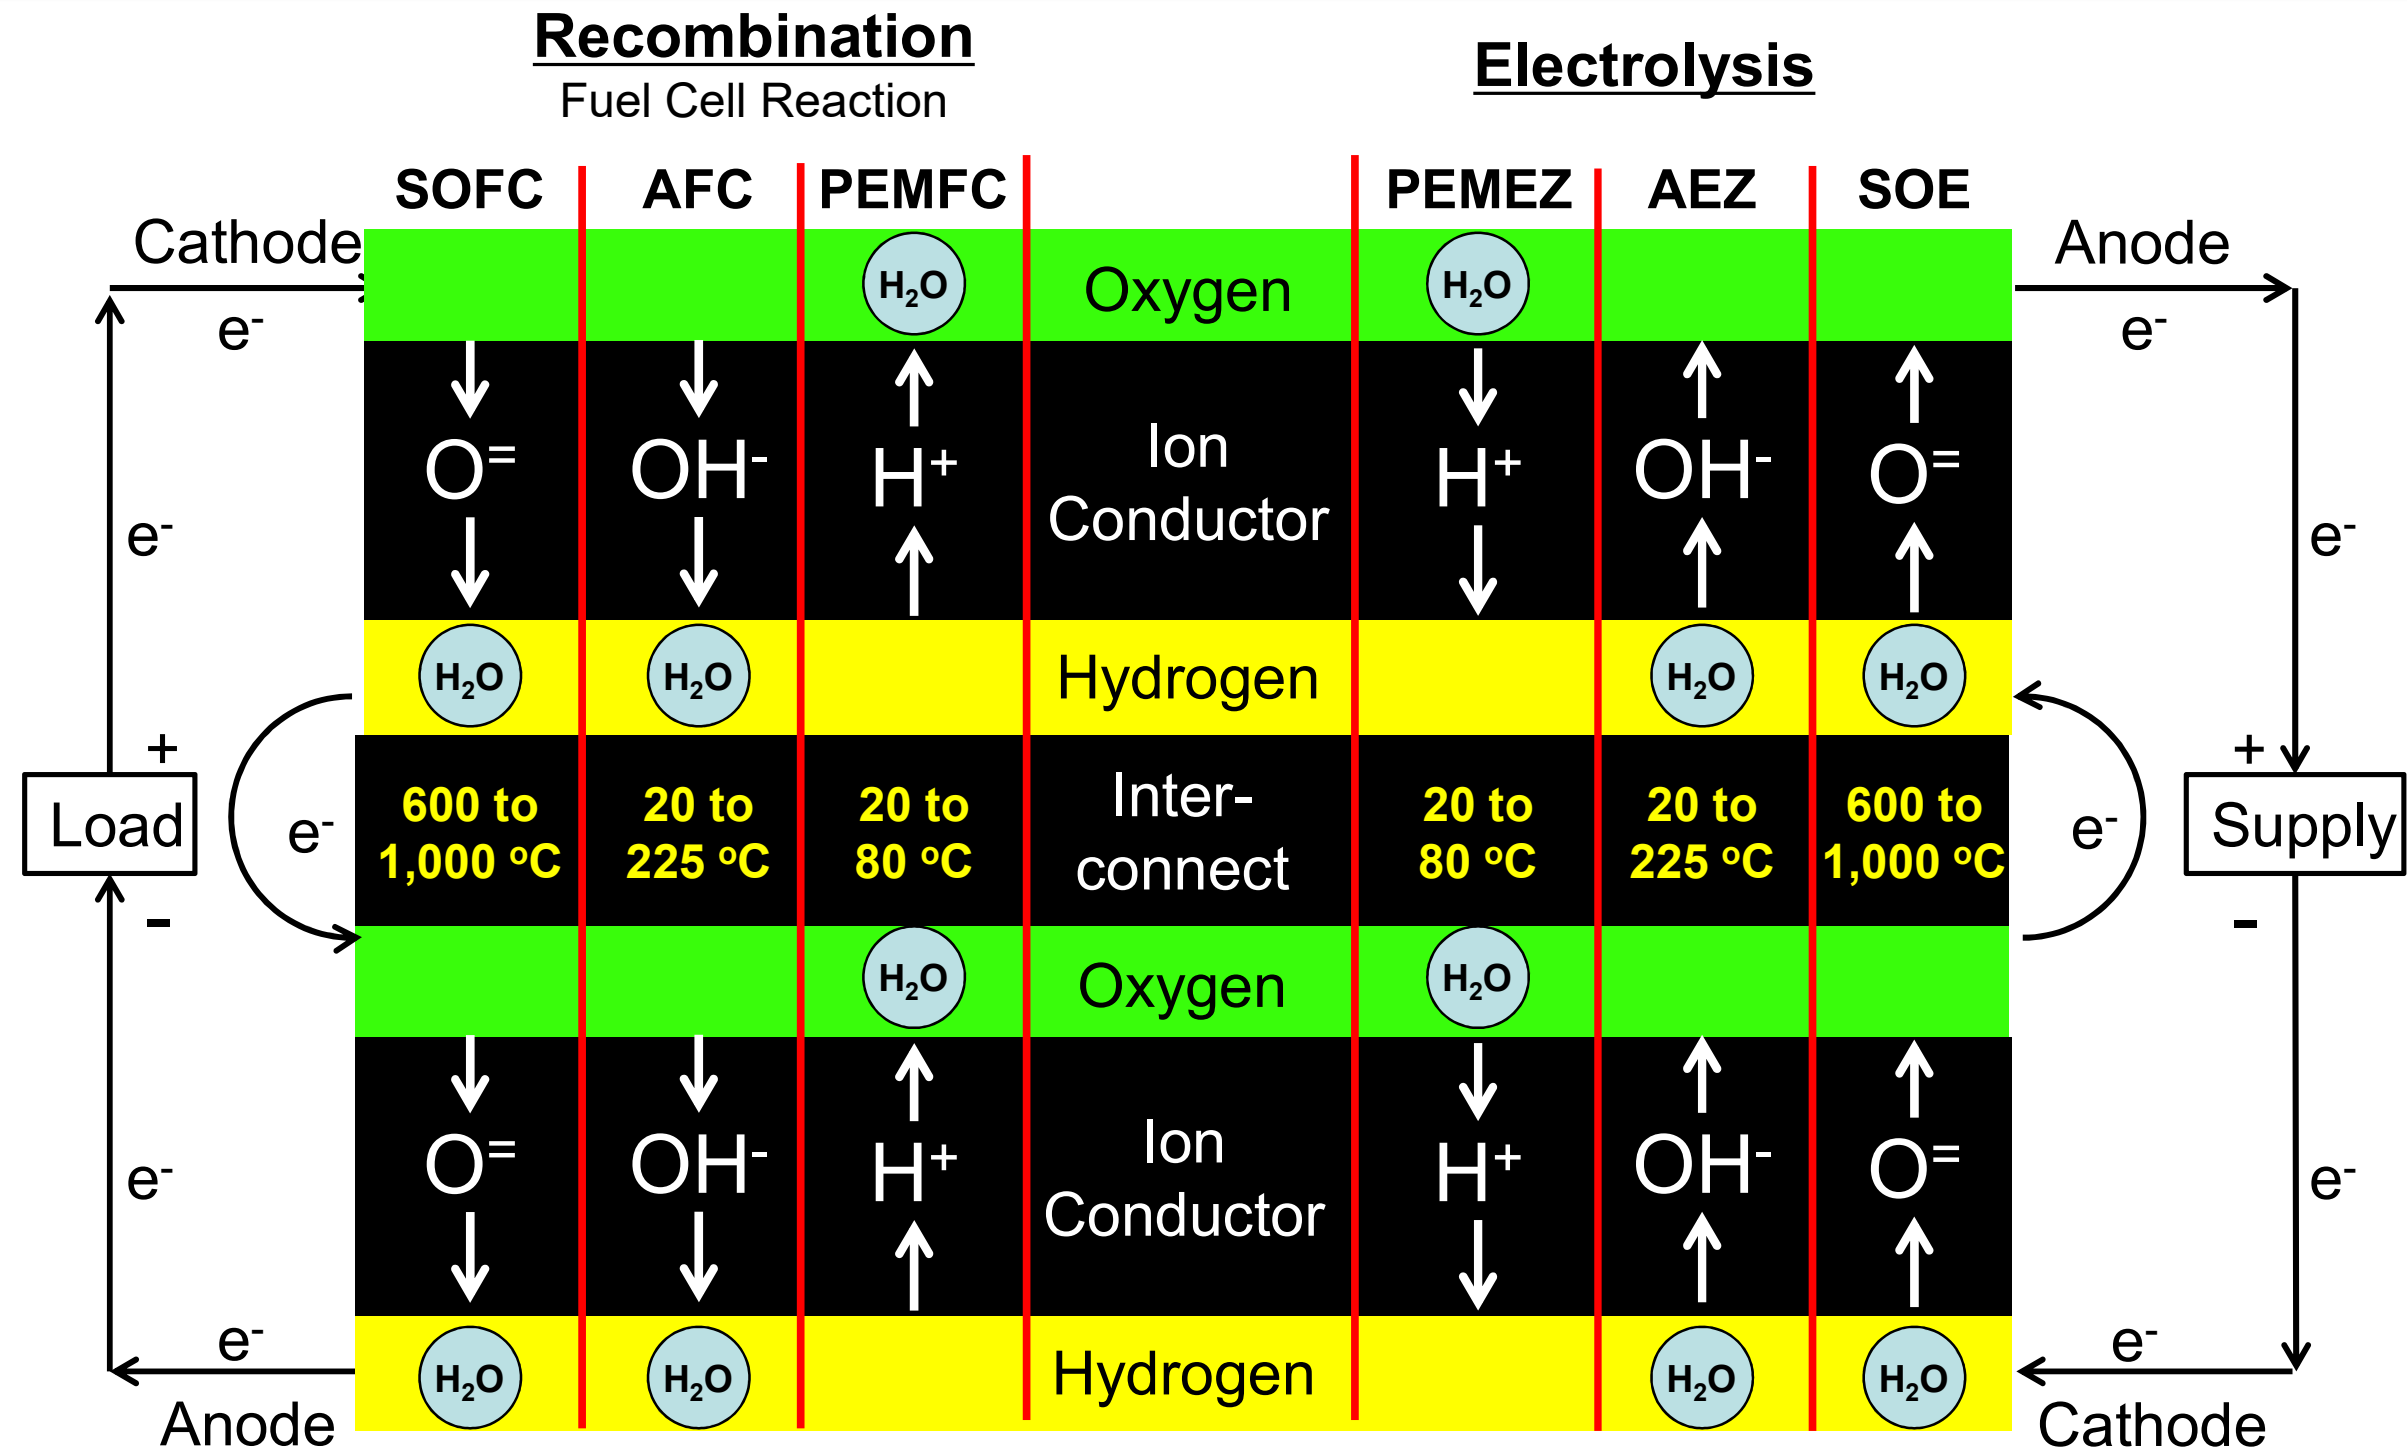 Recombination
Fuel Cell Reaction
Electrolysis
SOFC AFC PEMFC PEMEZ AEZ SOE
Cathode
Anode
H₂O Oxygen H₂O
e⁻
e⁻
O⁼ OH⁻ H⁺ Ion Conductor H⁺ OH⁻ O⁼
e⁻
e⁻
H₂O H₂O Hydrogen H₂O H₂O
+
+
Load
Supply
-
-
e⁻
e⁻
600 to 20 to 20 to Inter- 20 to 20 to 600 to
1,000 °C 225 °C 80 °C connect 80 °C 225 °C 1,000 °C
H₂O Oxygen H₂O
O⁼ OH⁻ H⁺ Ion Conductor H⁺ OH⁻ O⁼
e⁻
e⁻
e⁻
e⁻
H₂O H₂O Hydrogen H₂O H₂O
Anode
Cathode